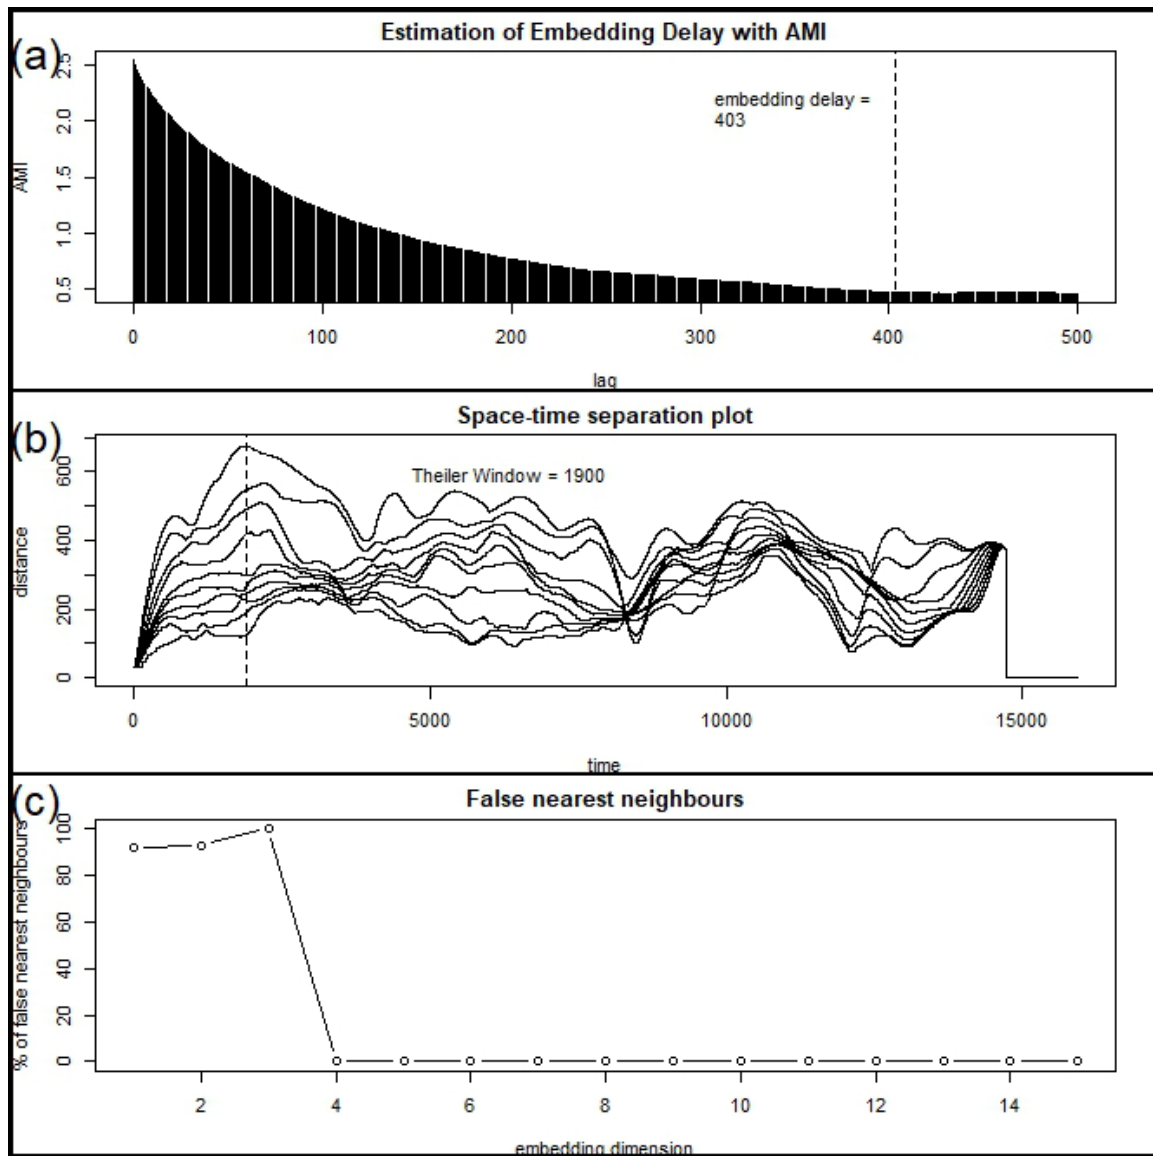 (a)
Estimation of Embedding Delay with AMI
embedding delay =
403
AMI
0.5 1.0 1.5 2.0 2.5
0 100 200 300 400 500
lag
(b)
Space-time separation plot
Theiler Window = 1900
distance
0 200 400 600
0 5000 10000 15000
time
(c)
False nearest neighbours
% of false nearest neighbours
0 20 40 60 80 100
2 4 6 8 10 12 14
embedding dimension